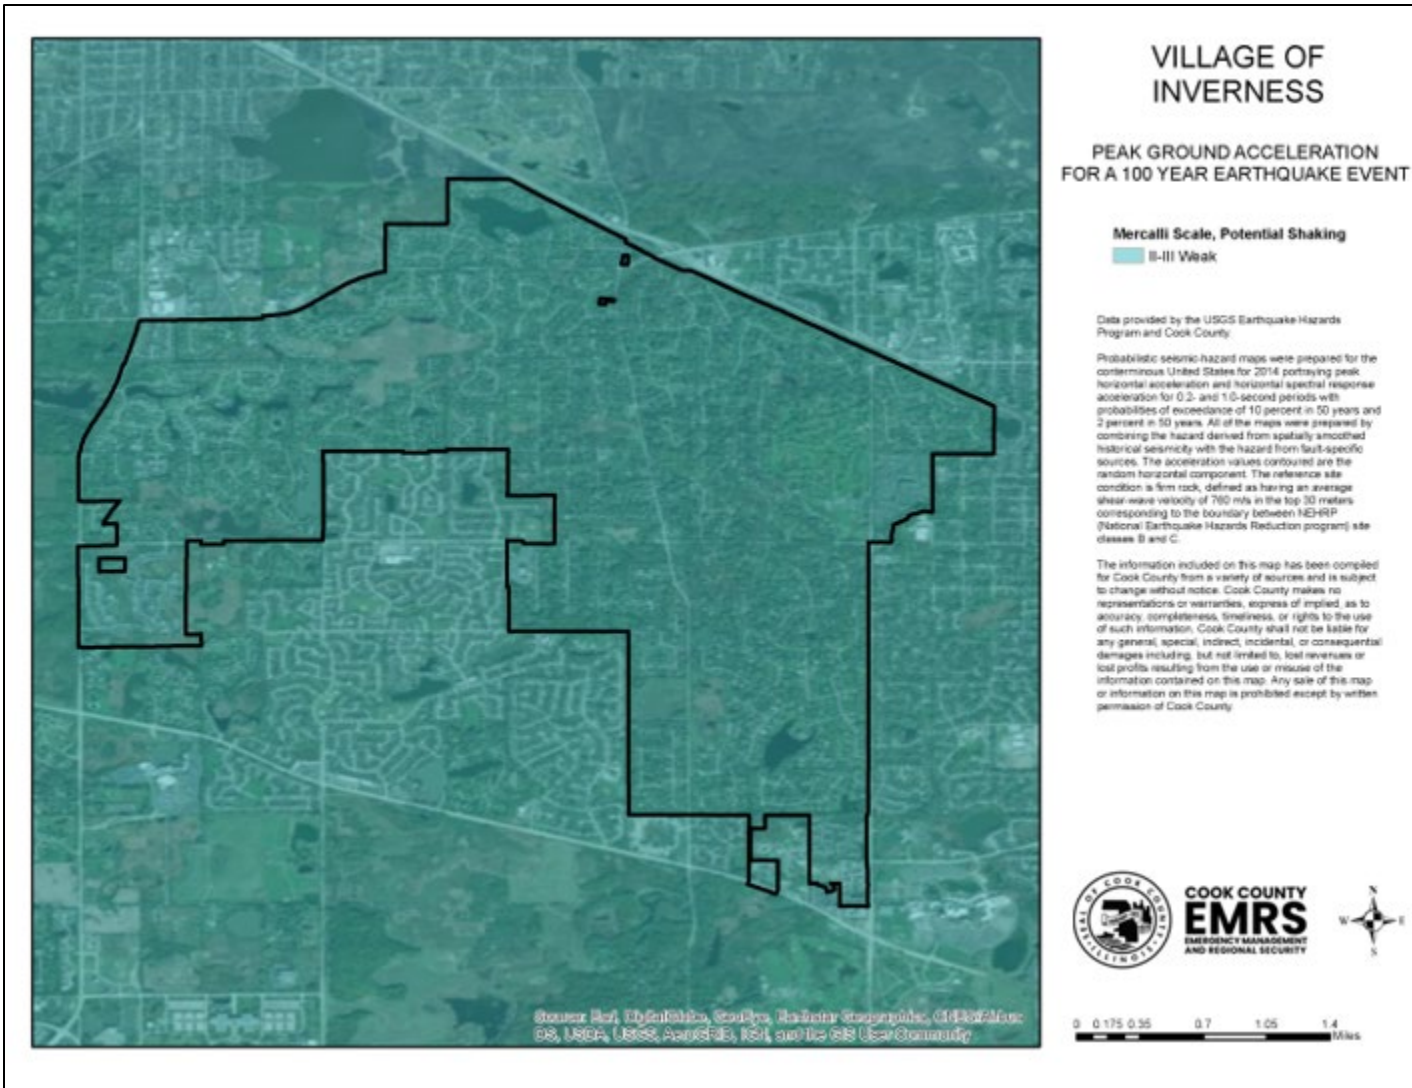 VILLAGE OF
INVERNESS
PEAK GROUND ACCELERATION
FOR A 100 YEAR EARTHQUAKE EVENT
Mercalli Scale, Potential Shaking
II-III Weak
Data provided by the USGS Earthquake Hazards
Program and Cook County
Probabilistic seismic-hazard maps were prepared for the
conterminous United States for 2014 portraying peak
horizontal acceleration and horizontal spectral response
acceleration for 0.2- and 1.0-second periods with
probabilities of exceedance of 10 percent in 50 years and
2 percent in 50 years. All of the maps were prepared by
combining the hazard derived from spatially smoothed
historical seismicity with the hazard from fault-specific
sources. The acceleration values contoured are the
random horizontal component. The reference site
condition is firm rock, defined as having an average
shear-wave velocity of 760 m/s in the top 30 meters
corresponding to the boundary between NEHRP
(National Earthquake Hazards Reduction program) site
classes B and C.
The information included on this map has been compiled
for Cook County from a variety of sources and is subject
to change without notice. Cook County makes no
representations or warranties, express of implied, as to
accuracy, completeness, timeliness, or rights to the use
of such information. Cook County shall not be liable for
any general, special, indirect, incidental, or consequential
damages including, but not limited to, lost revenues or
lost profits resulting from the use or misuse of the
information contained on this map. Any sale of this map
or information on this map is prohibited except by written
permission of Cook County.
SEAL OF COOK COUNTY
ILLINOIS
COOK COUNTY
EMRS
EMERGENCY MANAGEMENT
AND REGIONAL SECURITY
N
W E
S
0 0.175 0.35 0.7 1.05 1.4
Miles
Source: Esri, DigitalGlobe, GeoEye, Earthstar Geographics, CNES/Airbus
DS, USDA, USGS, AeroGRID, IGN, and the GIS User Community